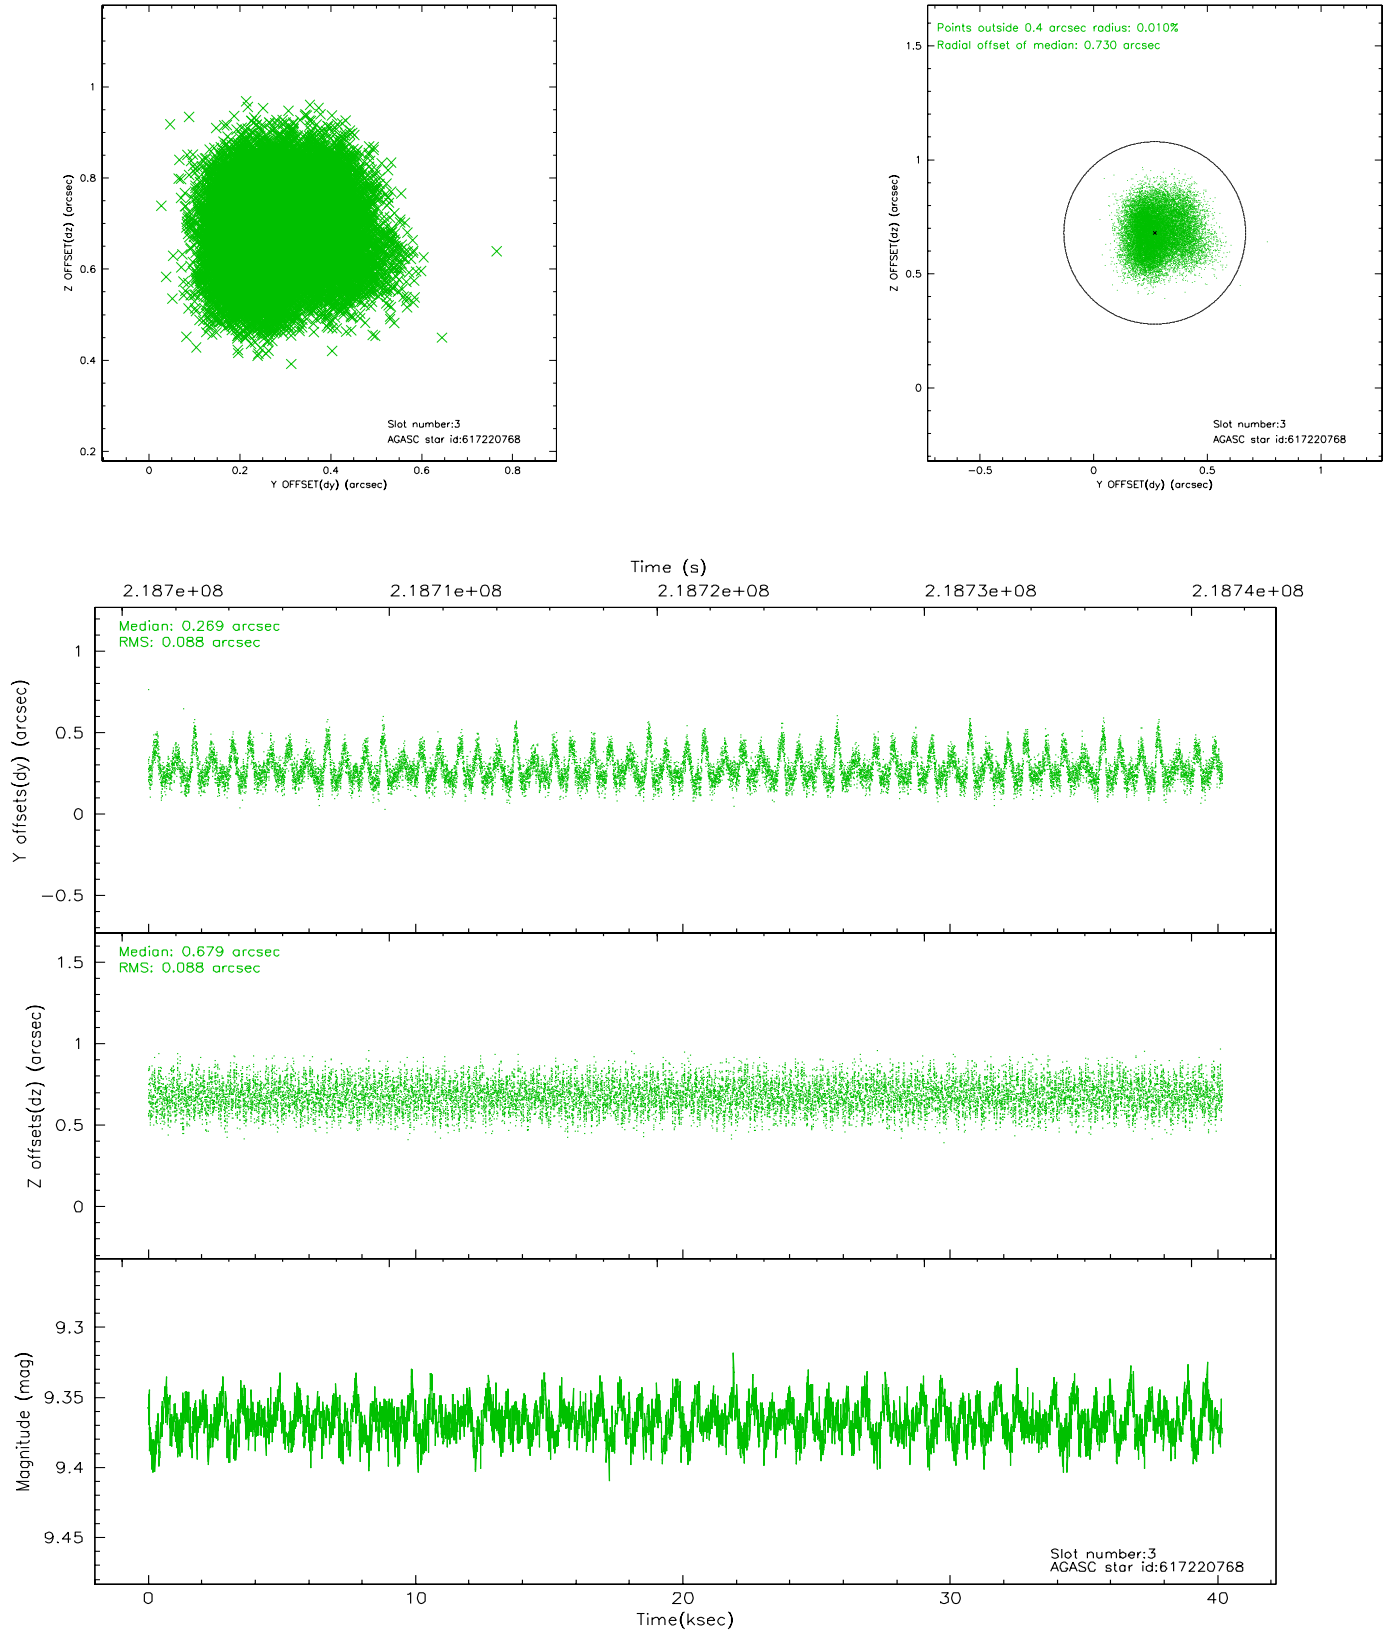 1
0.8
0.6
0.4
0.2
Z OFFSET(dz) (arcsec)
Slot number:3
AGASC star id:617220768
0 0.2 0.4 0.6 0.8
Y OFFSET(dy) (arcsec)
Points outside 0.4 arcsec radius: 0.010%
Radial offset of median: 0.730 arcsec
1.5
1
0.5
0
Z OFFSET(dz) (arcsec)
Slot number:3
AGASC star id:617220768
−0.5 0 0.5 1
Y OFFSET(dy) (arcsec)
Time (s)
2.187e+08 2.1871e+08 2.1872e+08 2.1873e+08 2.1874e+08
Median: 0.269 arcsec
RMS: 0.088 arcsec
1
0.5
0
−0.5
Y offsets(dy) (arcsec)
Median: 0.679 arcsec
RMS: 0.088 arcsec
1.5
1
0.5
0
Z offsets(dz) (arcsec)
9.3
9.35
9.4
9.45
Magnitude (mag)
Slot number:3
AGASC star id:617220768
0 10 20 30 40
Time(ksec)